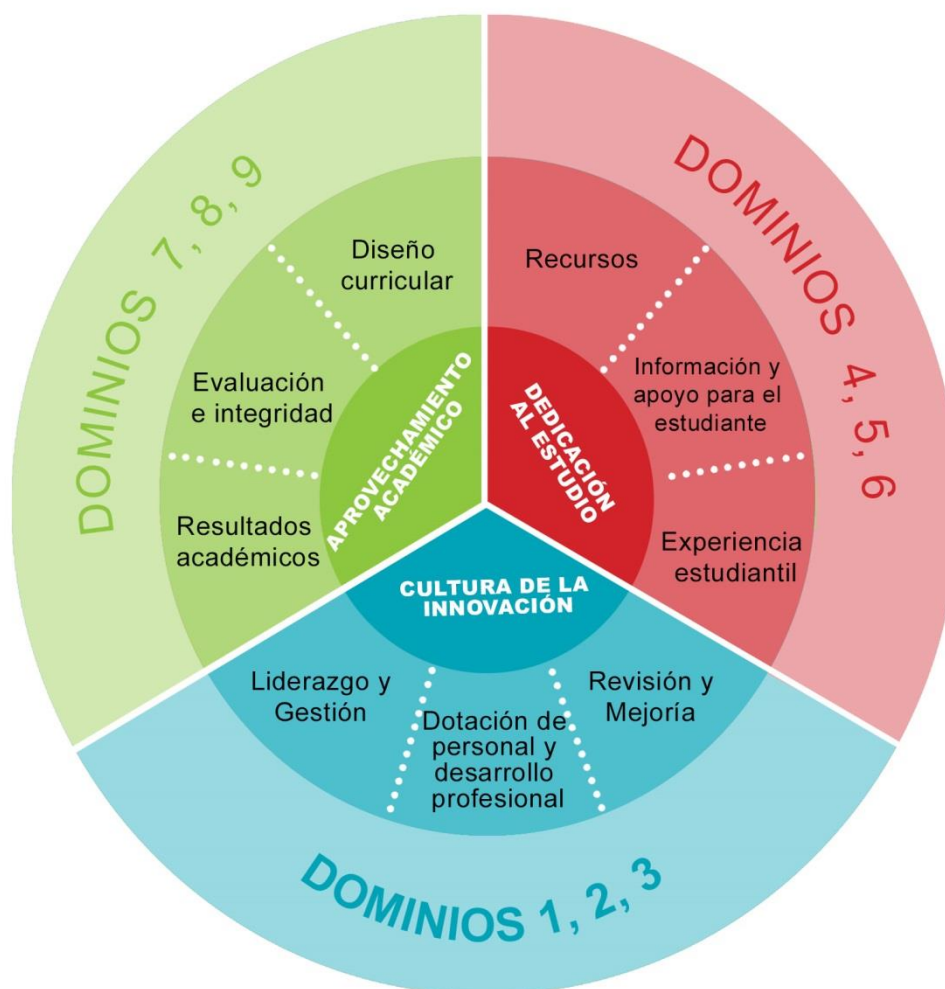 DOMINIOS 7, 8, 9
Diseño
curricular
Evaluación
e integridad
Resultados
académicos
APROVECHAMIENTO
ACADÉMICO
DOMINIOS 4, 5, 6
Recursos
Información y
apoyo para el
estudiante
Experiencia
estudiantil
DEDICACIÓN
AL ESTUDIO
CULTURA DE LA
INNOVACIÓN
Liderazgo y
Gestión
Dotación de
personal y
desarrollo
profesional
Revisión y
Mejoría
DOMINIOS 1, 2, 3